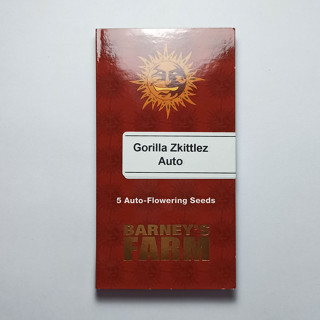 Gorilla Zkittlez
Auto
5 Auto-Flowering Seeds
BARNEY'S
FARM